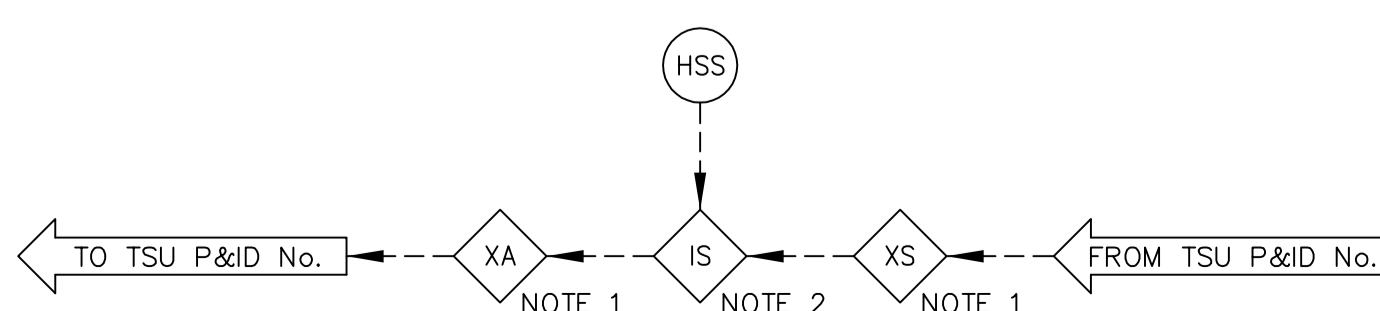 HSS
TO TSU P&ID No.
XA
IS
XS
FROM TSU P&ID No.
NOTE 1
NOTE 2
NOTE 1